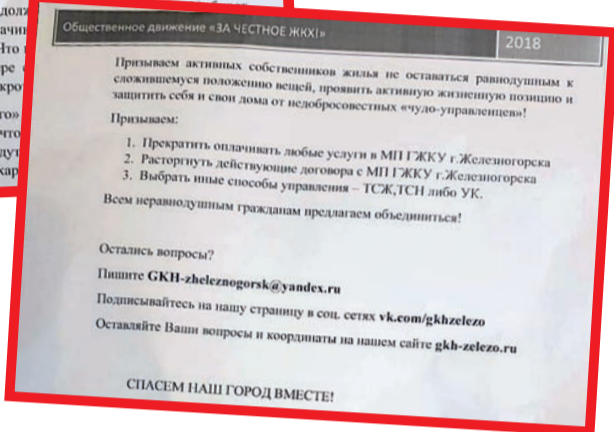 Общественное движение «ЗА ЧЕСТНОЕ ЖКХ!»
2018
Призываем активных собственников жилья не оставаться равнодушным к
сложившемуся положению вещей, проявить активную жизненную позицию и
защитить себя и свои дома от недобросовестных «чудо-управленцев»!
Призываем:
1. Прекратить оплачивать любые услуги в МП ГЖКУ г.Железногорска
2. Расторгнуть действующие договора с МП ГЖКУ г.Железногорска
3. Выбрать иные способы управления – ТСЖ,ТСН либо УК.
Всем неравнодушным гражданам предлагаем объединиться!
Остались вопросы?
Пишите GKH-zheleznogorsk@yandex.ru
Подписывайтесь на нашу страницу в соц. сетях vk.com/gkhzelezo
Оставляйте Ваши вопросы и координаты на нашем сайте gkh-zelezo.ru
СПАСЕМ НАШ ГОРОД ВМЕСТЕ!